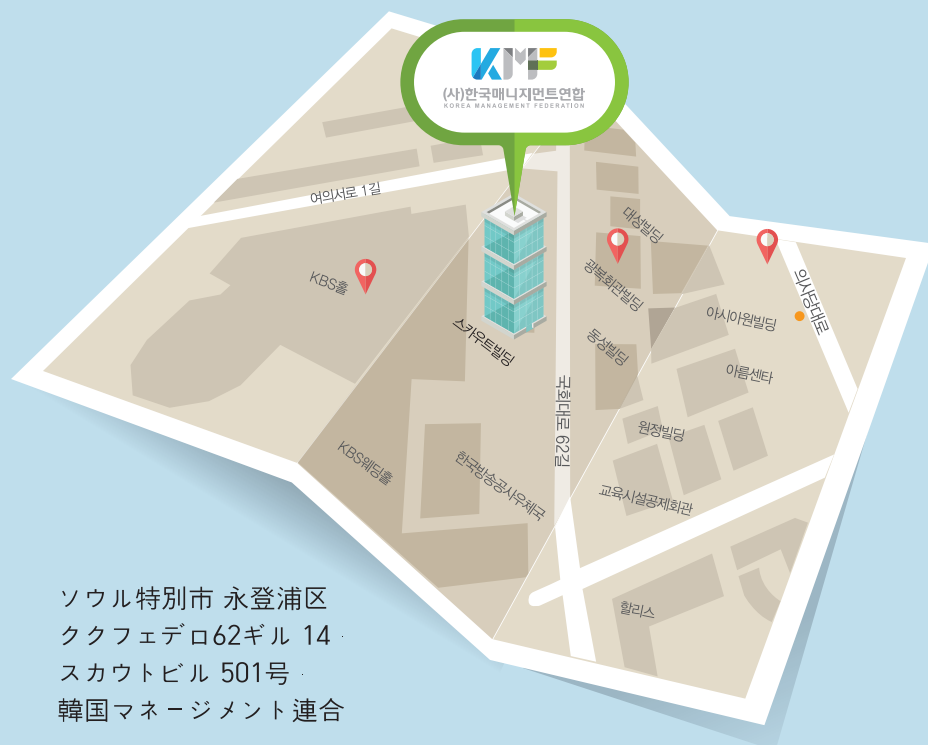 KMF
(사)한국매니지먼트연합
KOREA MANAGEMENT FEDERATION
여의서로 1길
대성빌딩
KBS홀
광복회관빌딩
의사당대로
아시아원빌딩
스카우트빌딩
동성빌딩
아름센타
국회대로 62길
원정빌딩
KBS웨딩홀
한국방송공사우체국
교육시설공제회관
할리스
ソウル特別市 永登浦区
ククフェデロ62ギル 14
スカウトビル 501号
韓国マネージメント連合